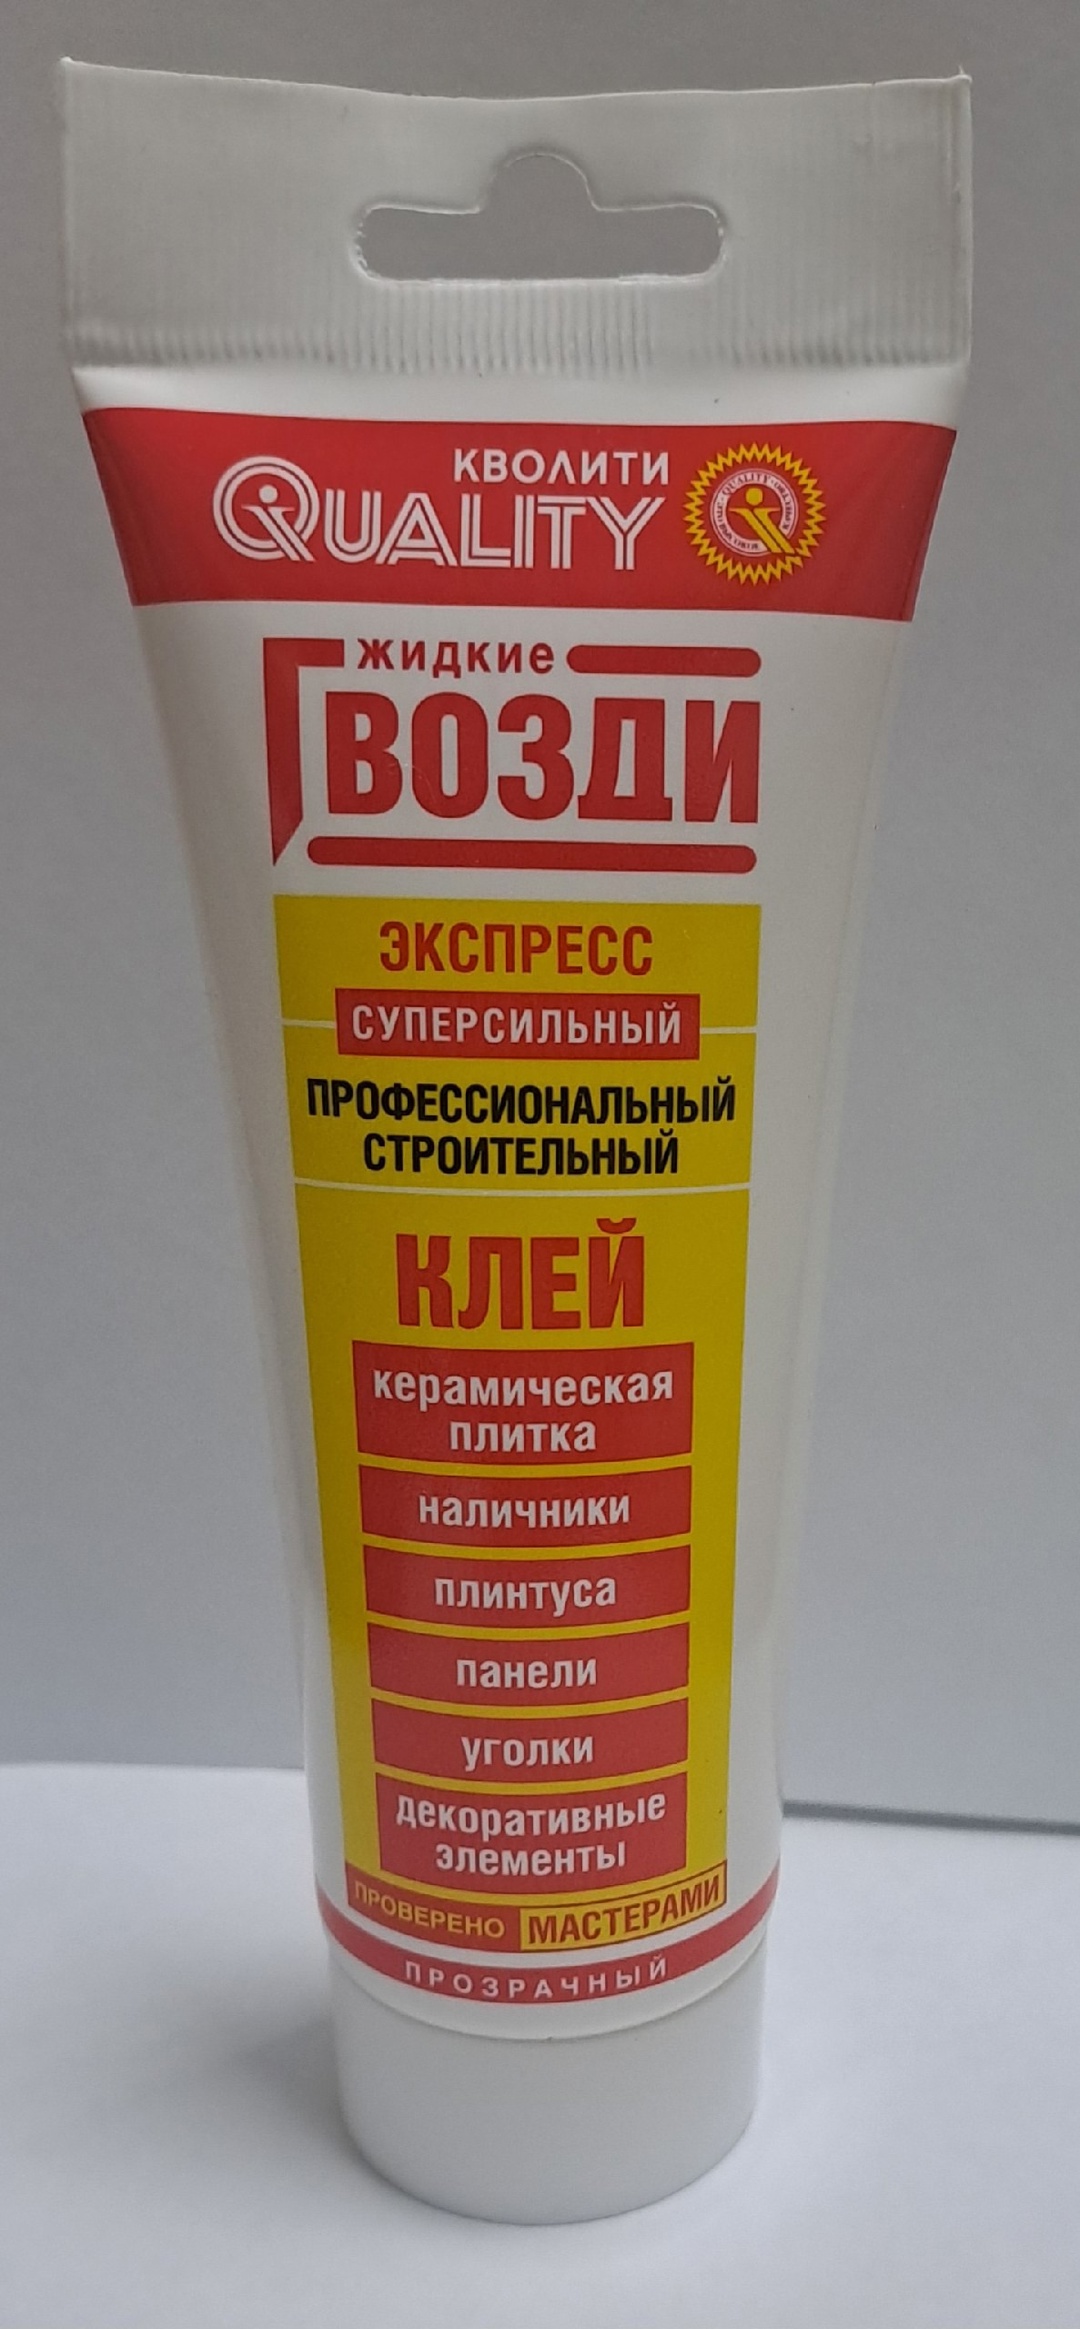 КВОЛИТИ
QUALITY
QUALITY
жидкие
ГВОЗДИ
ЭКСПРЕСС
СУПЕРСИЛЬНЫЙ
ПРОФЕССИОНАЛЬНЫЙ
СТРОИТЕЛЬНЫЙ
КЛЕЙ
керамическая
плитка
наличники
плинтуса
панели
уголки
декоративные
элементы
ПРОВЕРЕНО МАСТЕРАМИ
ПРОЗРАЧНЫЙ